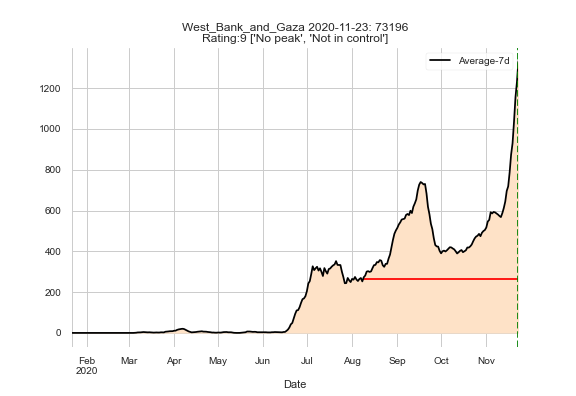 West_Bank_and_Gaza 2020-11-23: 73196
Rating:9 ['No peak', 'Not in control']
Average-7d
1200
1000
800
600
400
200
0
Feb Mar Apr May Jun Jul Aug Sep Oct Nov
2020
Date